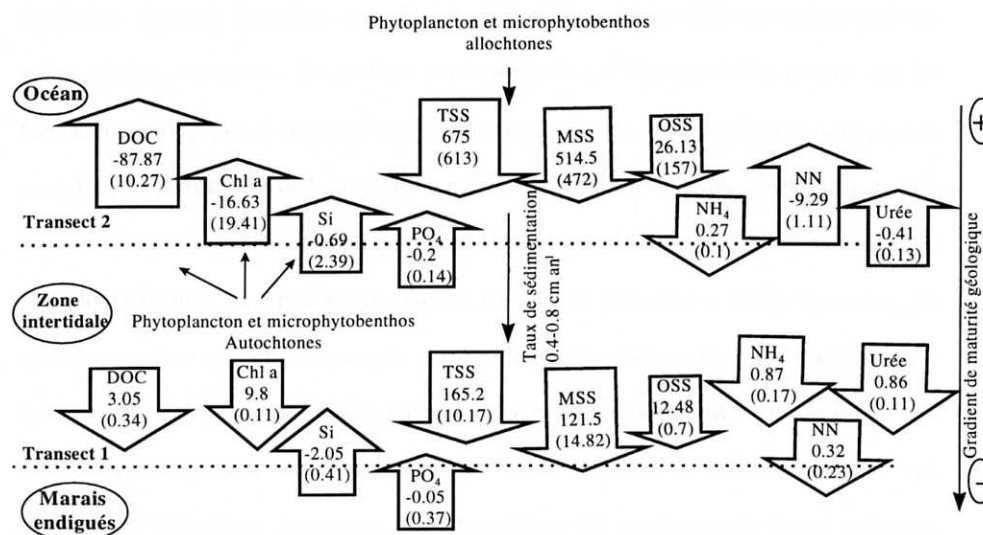 Phytoplancton et microphytobenthos
allochtones
Océan
DOC
-87.87
(10.27)
Chl a
-16.63
(19.41)
Si
-0.69
(2.39)
PO4
-0.2
(0.14)
TSS
675
(613)
MSS
514.5
(472)
OSS
26.13
(157)
NH4
0.27
(0.1)
NN
-9.29
(1.11)
Urée
-0.41
(0.13)
+
Transect 2
Zone
intertidale
Phytoplancton et microphytobenthos
Autochtones
Taux de sédimentation
0.4-0.8 cm an¹
Gradient de maturité géologique
DOC
3.05
(0.34)
Chl a
9.8
(0.11)
Si
-2.05
(0.41)
PO4
-0.05
(0.37)
TSS
165.2
(10.17)
MSS
121.5
(14.82)
OSS
12.48
(0.7)
NH4
0.87
(0.17)
NN
0.32
(0.23)
Urée
0.86
(0.11)
Transect 1
Marais
endigués
−